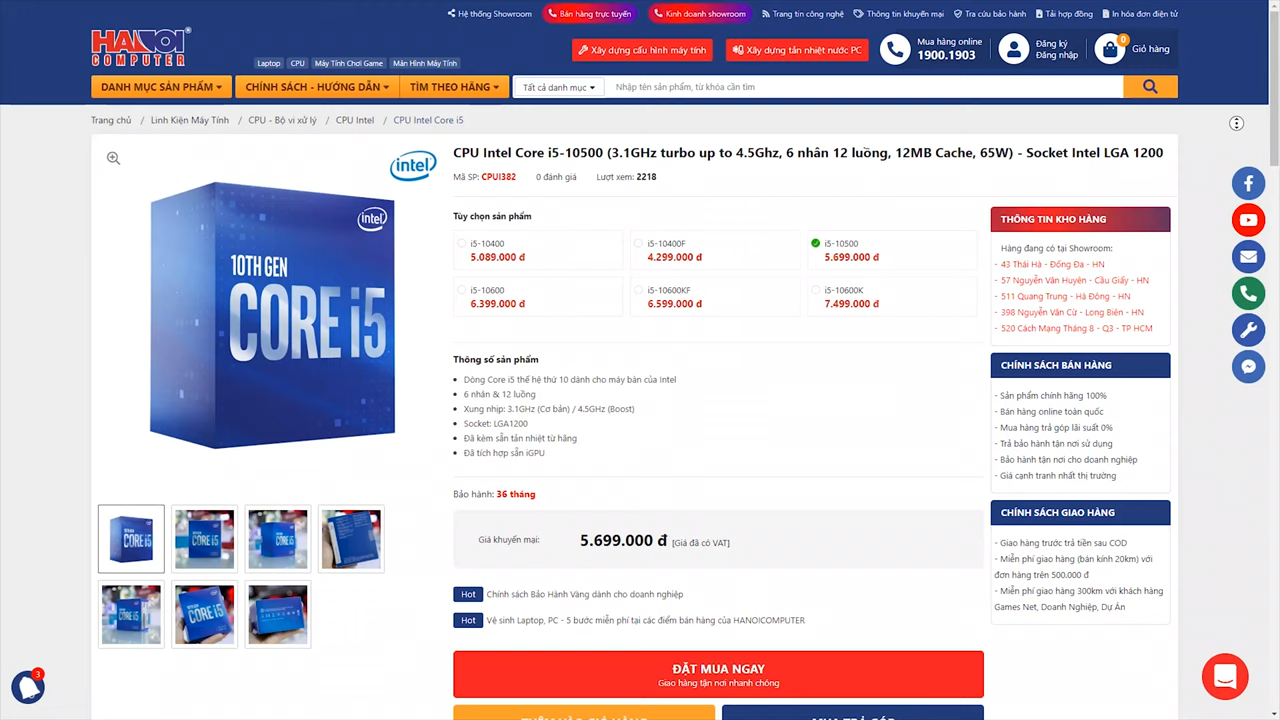 Hệ thống Showroom
Bán hàng trực tuyến
Kinh doanh showroom
Trang tin công nghệ
Thông tin khuyến mại
Tra cứu bảo hành
Tải hợp đồng
In hóa đơn điện tử
HANOI
COMPUTER
Laptop
CPU
Máy Tính Chơi Game
Màn Hình Máy Tính
Xây dựng cấu hình máy tính
Xây dựng tản nhiệt nước PC
Mua hàng online
1900.1903
Đăng ký
Đăng nhập
0
Giỏ hàng
DANH MỤC SẢN PHẨM
CHÍNH SÁCH - HƯỚNG DẪN
TÌM THEO HÃNG
Tất cả danh mục
Nhập tên sản phẩm, từ khóa cần tìm
Trang chủ / Linh Kiện Máy Tính / CPU - Bộ vi xử lý / CPU Intel / CPU Intel Core i5
intel
intel
10TH GEN
CORE i5
CPU Intel Core i5-10500 (3.1GHz turbo up to 4.5Ghz, 6 nhân 12 luồng, 12MB Cache, 65W) - Socket Intel LGA 1200
Mã SP: CPUI382
0 đánh giá
Lượt xem: 2218
Tùy chọn sản phẩm
i5-10400
5.089.000 đ
i5-10400F
4.299.000 đ
i5-10500
5.699.000 đ
i5-10600
6.399.000 đ
i5-10600KF
6.599.000 đ
i5-10600K
7.499.000 đ
Thông số sản phẩm
Dòng Core i5 thế hệ thứ 10 dành cho máy bàn của Intel
6 nhân & 12 luồng
Xung nhịp: 3.1GHz (Cơ bản) / 4.5GHz (Boost)
Socket: LGA1200
Đã kèm sẵn tản nhiệt từ hãng
Đã tích hợp sẵn iGPU
Bảo hành: 36 tháng
Giá khuyến mại:
5.699.000 đ [Giá đã có VAT]
Hot Chính sách Bảo Hành Vàng dành cho doanh nghiệp
Hot Vệ sinh Laptop, PC - 5 bước miễn phí tại các điểm bán hàng của HANOICOMPUTER
ĐẶT MUA NGAY
Giao hàng tận nơi nhanh chóng
THÔNG TIN KHO HÀNG
Hàng đang có tại Showroom:
- 43 Thái Hà - Đống Đa - HN
- 57 Nguyễn Văn Huyên - Cầu Giấy - HN
- 511 Quang Trung - Hà Đông - HN
- 398 Nguyễn Văn Cừ - Long Biên - HN
- 520 Cách Mạng Tháng 8 - Q3 - TP HCM
CHÍNH SÁCH BÁN HÀNG
- Sản phẩm chính hãng 100%
- Bán hàng online toàn quốc
- Mua hàng trả góp lãi suất 0%
- Trả bảo hành tận nơi sử dụng
- Bảo hành tận nơi cho doanh nghiệp
- Giá cạnh tranh nhất thị trường
CHÍNH SÁCH GIAO HÀNG
- Giao hàng trước trả tiền sau COD
- Miễn phí giao hàng (bán kính 20km) với
đơn hàng trên 500.000 đ
- Miễn phí giao hàng 300km với khách hàng
Games Net, Doanh Nghiệp, Dự Án
CORE i5
CORE i5
CORE i5
CORE i5
CORE i5
3